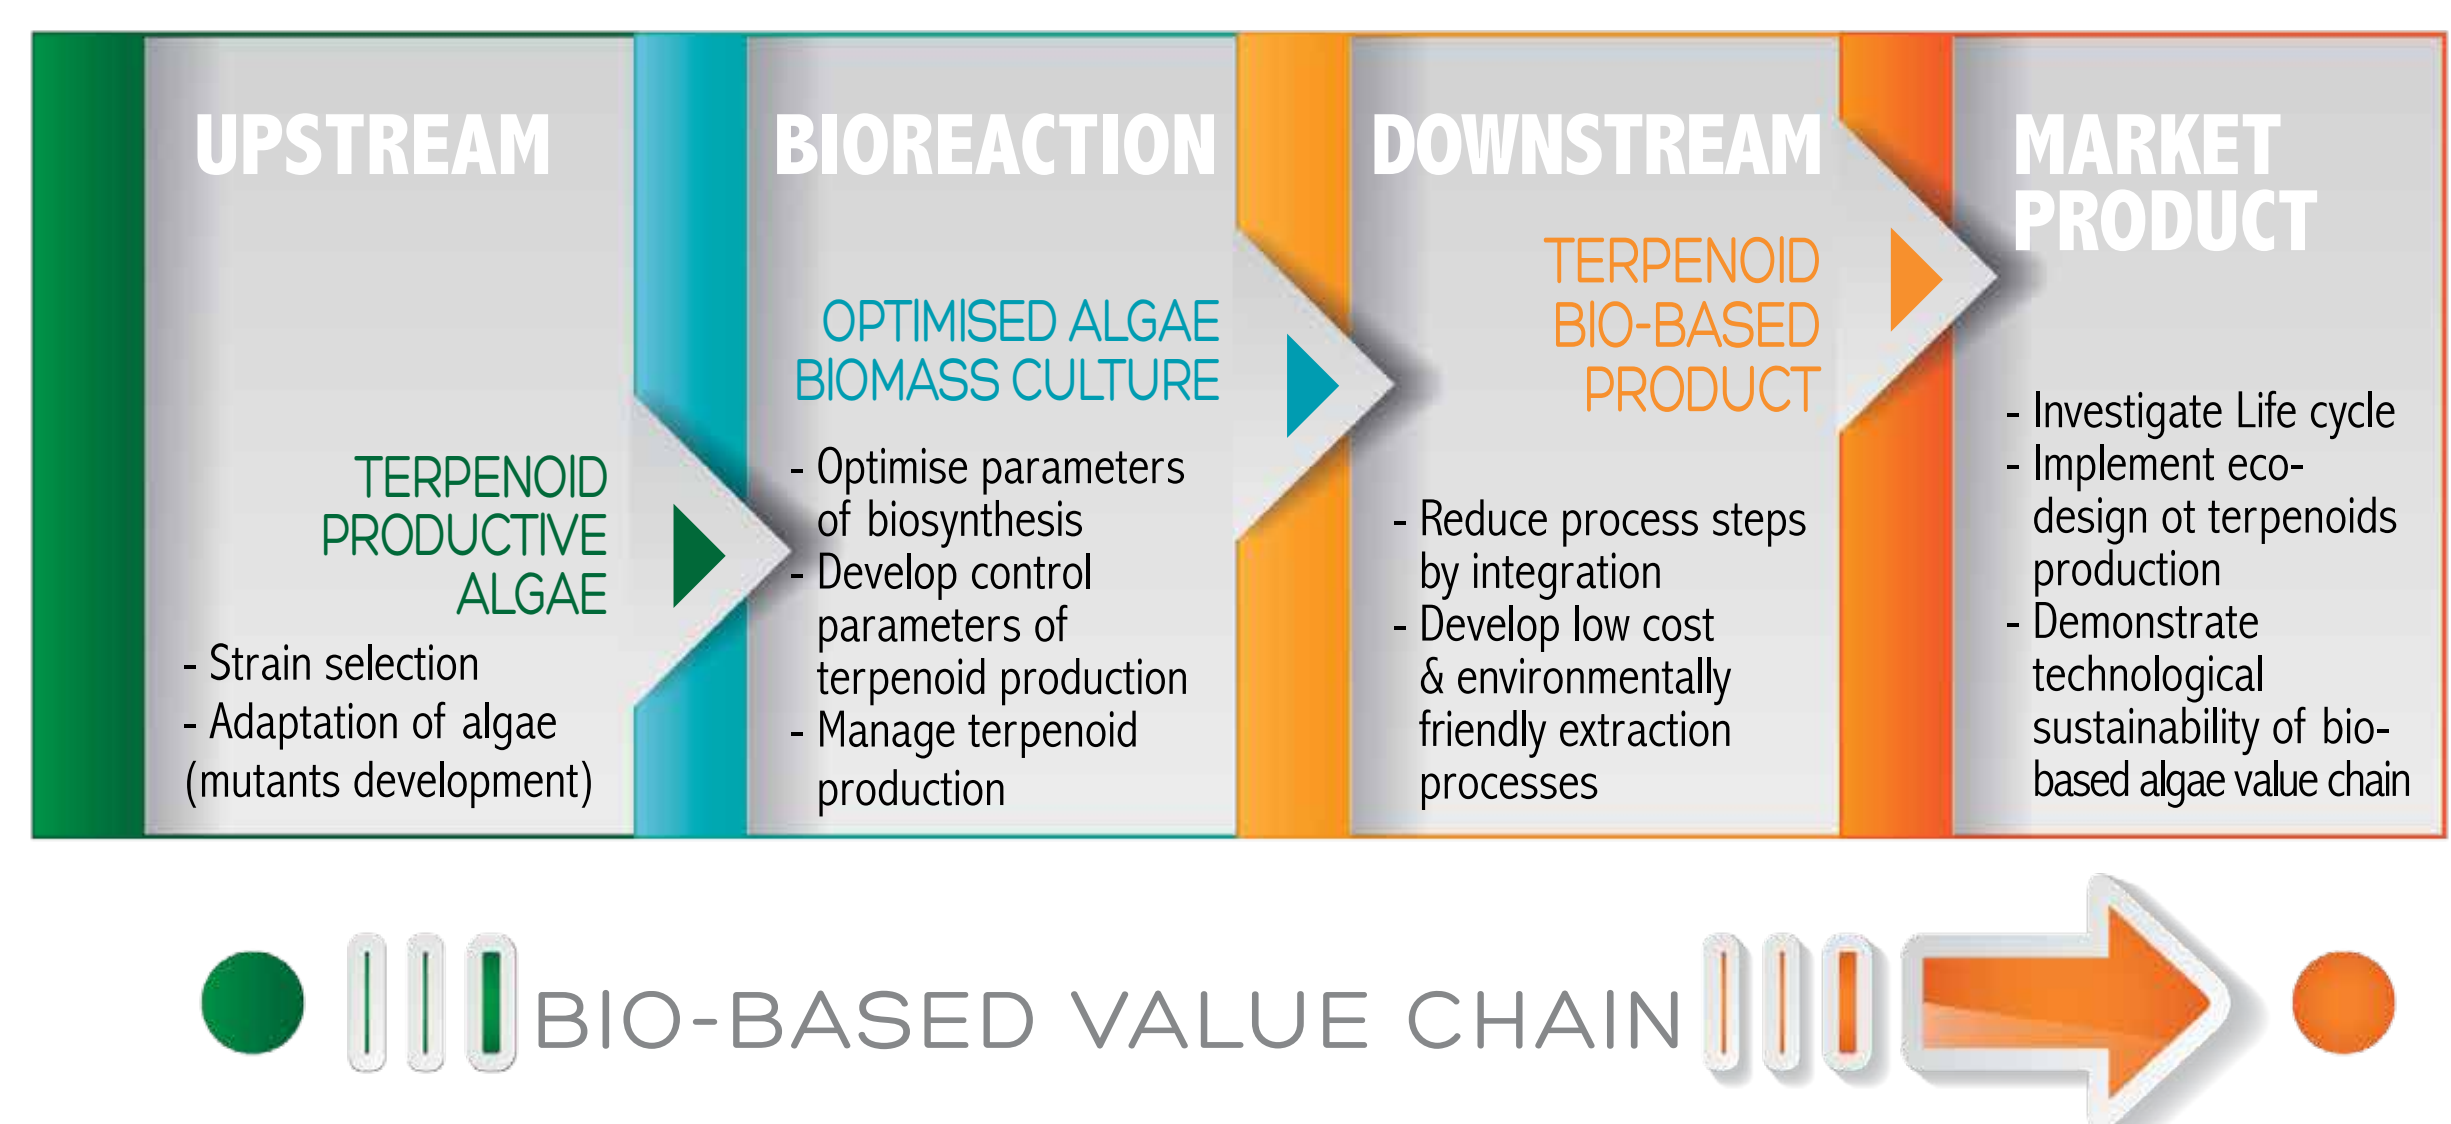 UPSTREAM
TERPENOID
PRODUCTIVE
ALGAE
- Strain selection
- Adaptation of algae
(mutants development)
BIOREACTION
OPTIMISED ALGAE
BIOMASS CULTURE
- Optimise parameters
of biosynthesis
- Develop control
parameters of
terpenoid production
- Manage terpenoid
production
DOWNSTREAM
TERPENOID
BIO-BASED
PRODUCT
- Reduce process steps
by integration
- Develop low cost
& environmentally
friendly extraction
processes
MARKET
PRODUCT
- Investigate Life cycle
- Implement eco-
design ot terpenoids
production
- Demonstrate
technological
sustainability of bio-
based algae value chain
BIO-BASED VALUE CHAIN